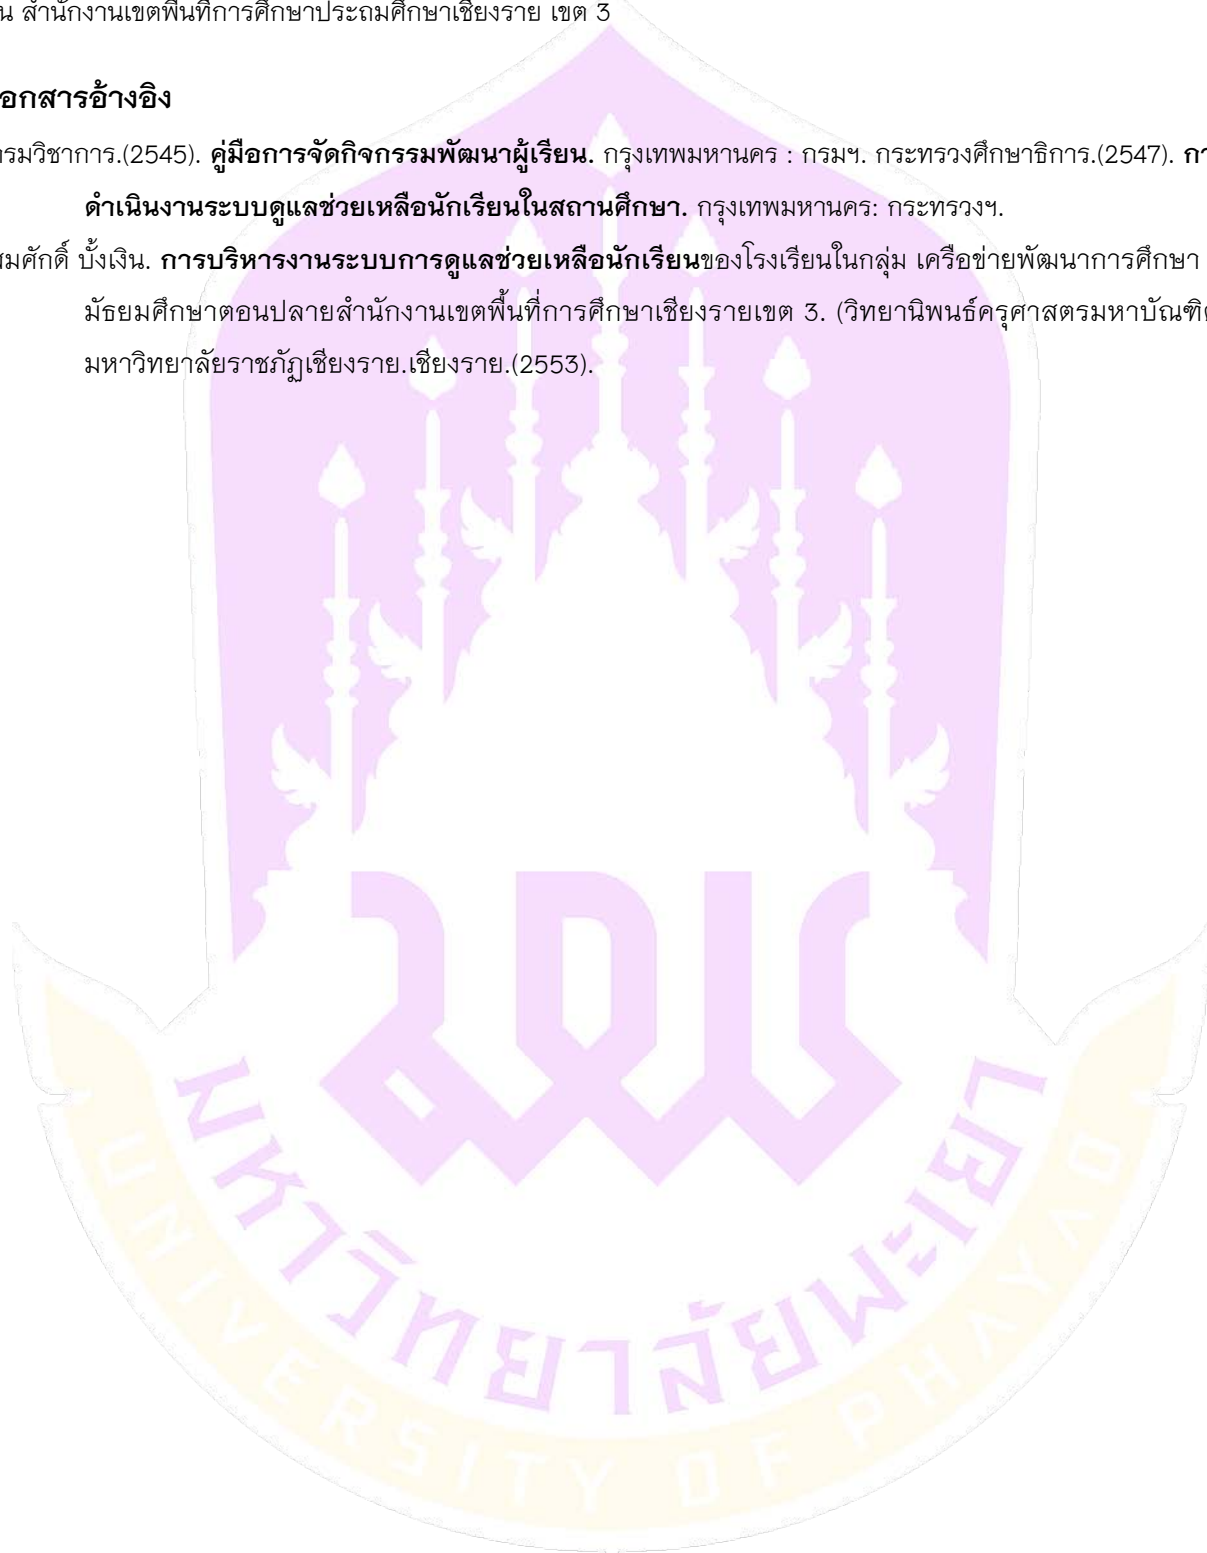 น สำนักงานเขตพื้นที่การศึกษาประถมศึกษาเชียงราย เขต 3
อกสารอ้างอิง
รมวิชาการ.(2545). คู่มือการจัดกิจกรรมพัฒนาผู้เรียน. กรุงเทพมหานคร : กรมฯ. กระทรวงศึกษาธิการ.(2547). กา
ดำเนินงานระบบดูแลช่วยเหลือนักเรียนในสถานศึกษา. กรุงเทพมหานคร: กระทรวงฯ.
สมศักดิ์ บั้งเงิน. การบริหารงานระบบการดูแลช่วยเหลือนักเรียนของโรงเรียนในกลุ่ม เครือข่ายพัฒนาการศึกษา
มัธยมศึกษาตอนปลายสำนักงานเขตพื้นที่การศึกษาเชียงรายเขต 3. (วิทยานิพนธ์ครุศาสตรมหาบัณฑิต
มหาวิทยาลัยราชภัฏเชียงราย.เชียงราย.(2553).
มหาวิทยาลัยพะเยา
UNIVERSITY OF PHAYAO